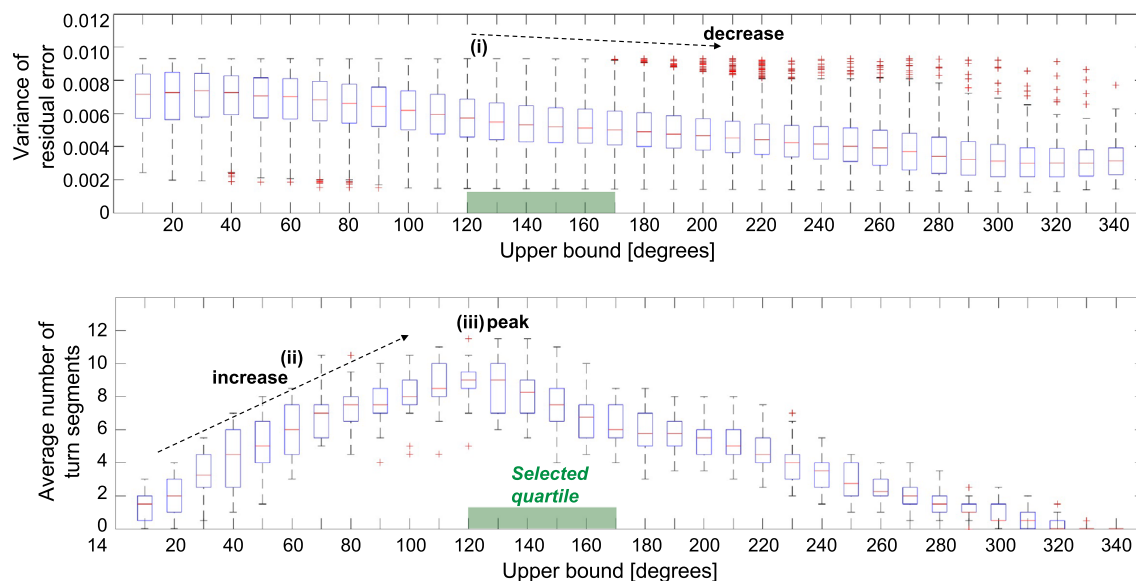 0.012
0.010
0.008
0.006
0.004
0.002
0
Variance of
residual error
(i)
decrease
20 40 60 80 100 120 140 160 180 200 220 240 260 280 300 320 340
Upper bound [degrees]
12
10
8
6
4
2
0
14
Average number of
turn segments
(ii)
increase
(iii) peak
Selected
quartile
20 40 60 80 100 120 140 160 180 200 220 240 260 280 300 320 340
Upper bound [degrees]